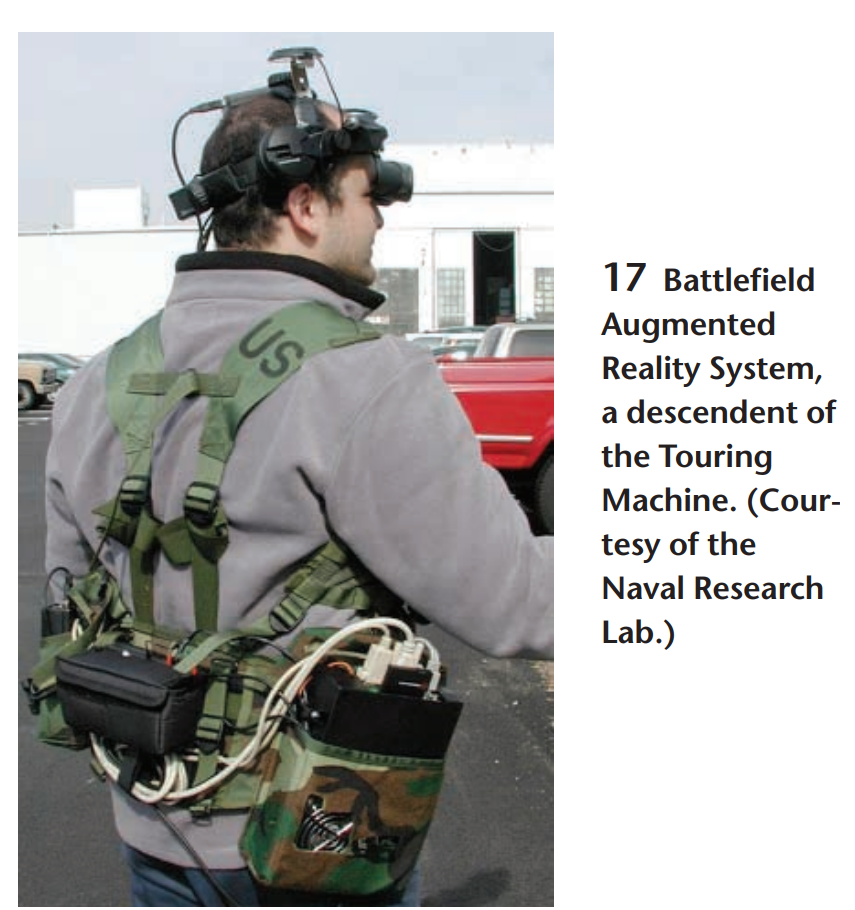 US
17 Battlefield
Augmented
Reality System,
a descendent of
the Touring
Machine. (Cour-
tesy of the
Naval Research
Lab.)